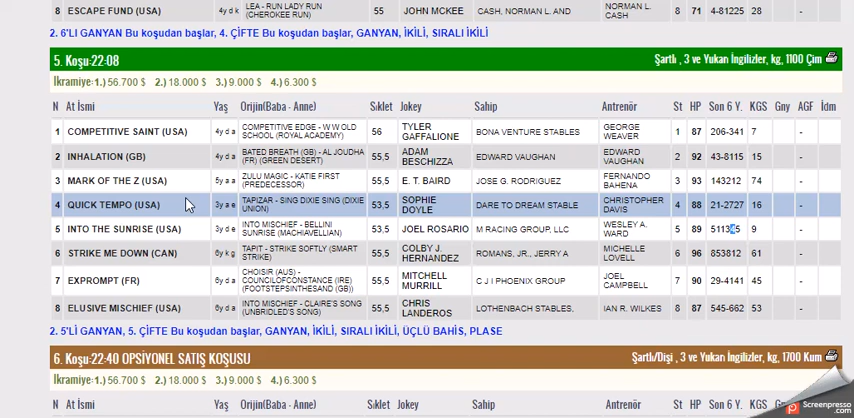 8 ESCAPE FUND (USA) 4y d k LEA - RUN LADY RUN (CHEROKEE RUN) 55 JOHN MCKEE CASH, NORMAN L. AND ANTRONEY L. CASH 8 71 4-81225 28
2. 6'LI GANYAN Bu koşudan başlar, 4. ÇİFTE Bu koşudan başlar, GANYAN, İKİLİ, SIRALI İKİLİ
5. Koşu:22-08 Şartlı , 3 ve Yukarı İngilizler, kg, 1100 Çim
İkramiye:1.) 56.700 $ 2.) 18.000 $ 3.) 9.000 $ 4.) 6.300 $
N At İsmi Yaş Orijin(Baba - Anne) Sıklet Jokey Sahip Antrenör St HP Son 6 Y. KGS Gny AGF İdm
1 COMPETITIVE SAINT (USA) 4y d a COMPETITIVE EDGE - W W OLD SCHOOL (ROYAL ACADEMY) 56 TYLER GAFFALIONE BONA VENTURE STABLES GEORGE WEAVER 1 87 206-341 7 -
2 INHALATION (GB) 4y d a BATED BREATH (GB) - AL JOUDHA (FR) (GREEN DESERT) 55,5 ADAM BESCHIZZA EDWARD VAUGHAN EDWARD VAUGHAN 2 92 43-8115 15 -
3 MARK OF THE Z (USA) 5y a a ZULU MAGIC - KATIE FIRST (PREDECESSOR) 55,5 E. T. BAIRD JOSE G. RODRIGUEZ FERNANDO BAHENA 3 93 143212 74 -
4 QUICK TEMPO (USA) 3y a e TAPIZAR - SING DIXIE SING (DIXIE UNION) 53,5 SOPHIE DOYLE DARE TO DREAM STABLE CHRISTOPHER DAVIS 4 88 21-2727 16 -
5 INTO THE SUNRISE (USA) 3y d e INTO MISCHIEF - BELLINI SUNRISE (MACHIAVELLIAN) 53,5 JOEL ROSARIO M RACING GROUP, LLC WESLEY A. WARD 5 89 511345 9 -
6 STRIKE ME DOWN (CAN) 6y k g TAPIT - STRIKE SOFTLY (SMART STRIKE) 55,5 COLBY J. HERNANDEZ ROMANS, JR., JERRY A MICHELLE LOVELL 6 96 853812 61 -
7 EXPROMPT (FR) 6y d a CHOISIR (AUS) - COUNCILOFCONSTANCE (IRE) (FOOTSTEPSINTHESAND (GB)) 55,5 MITCHELL MURRILL C J I PHOENIX GROUP JOEL CAMPBELL 7 90 29-4141 45 -
8 ELUSIVE MISCHIEF (USA) 6y d a INTO MISCHIEF - CLAIRE'S SONG (UNBRIDLED'S SONG) 55,5 CHRIS LANDEROS LOTHENBACH STABLES, IAN R. WILKES 8 87 545-662 53 -
2. 5'Lİ GANYAN, 5. ÇİFTE Bu koşudan başlar, GANYAN, İKİLİ, SIRALI İKİLİ, ÜÇLÜ BAHİS, PLASE
6. Koşu:22-40 OPSİYONEL SATIŞ KOŞUSU Şartlı/Dişi , 3 ve Yukarı İngilizler, kg, 1700 Kum
İkramiye:1.) 56.700 $ 2.) 18.000 $ 3.) 9.000 $ 4.) 6.300 $
N At İsmi Yaş Orijin(Baba - Anne) Sıklet Jokey Sahip Antrenör St HP Son 6 Y. KGS Gny
Screenpresso.com